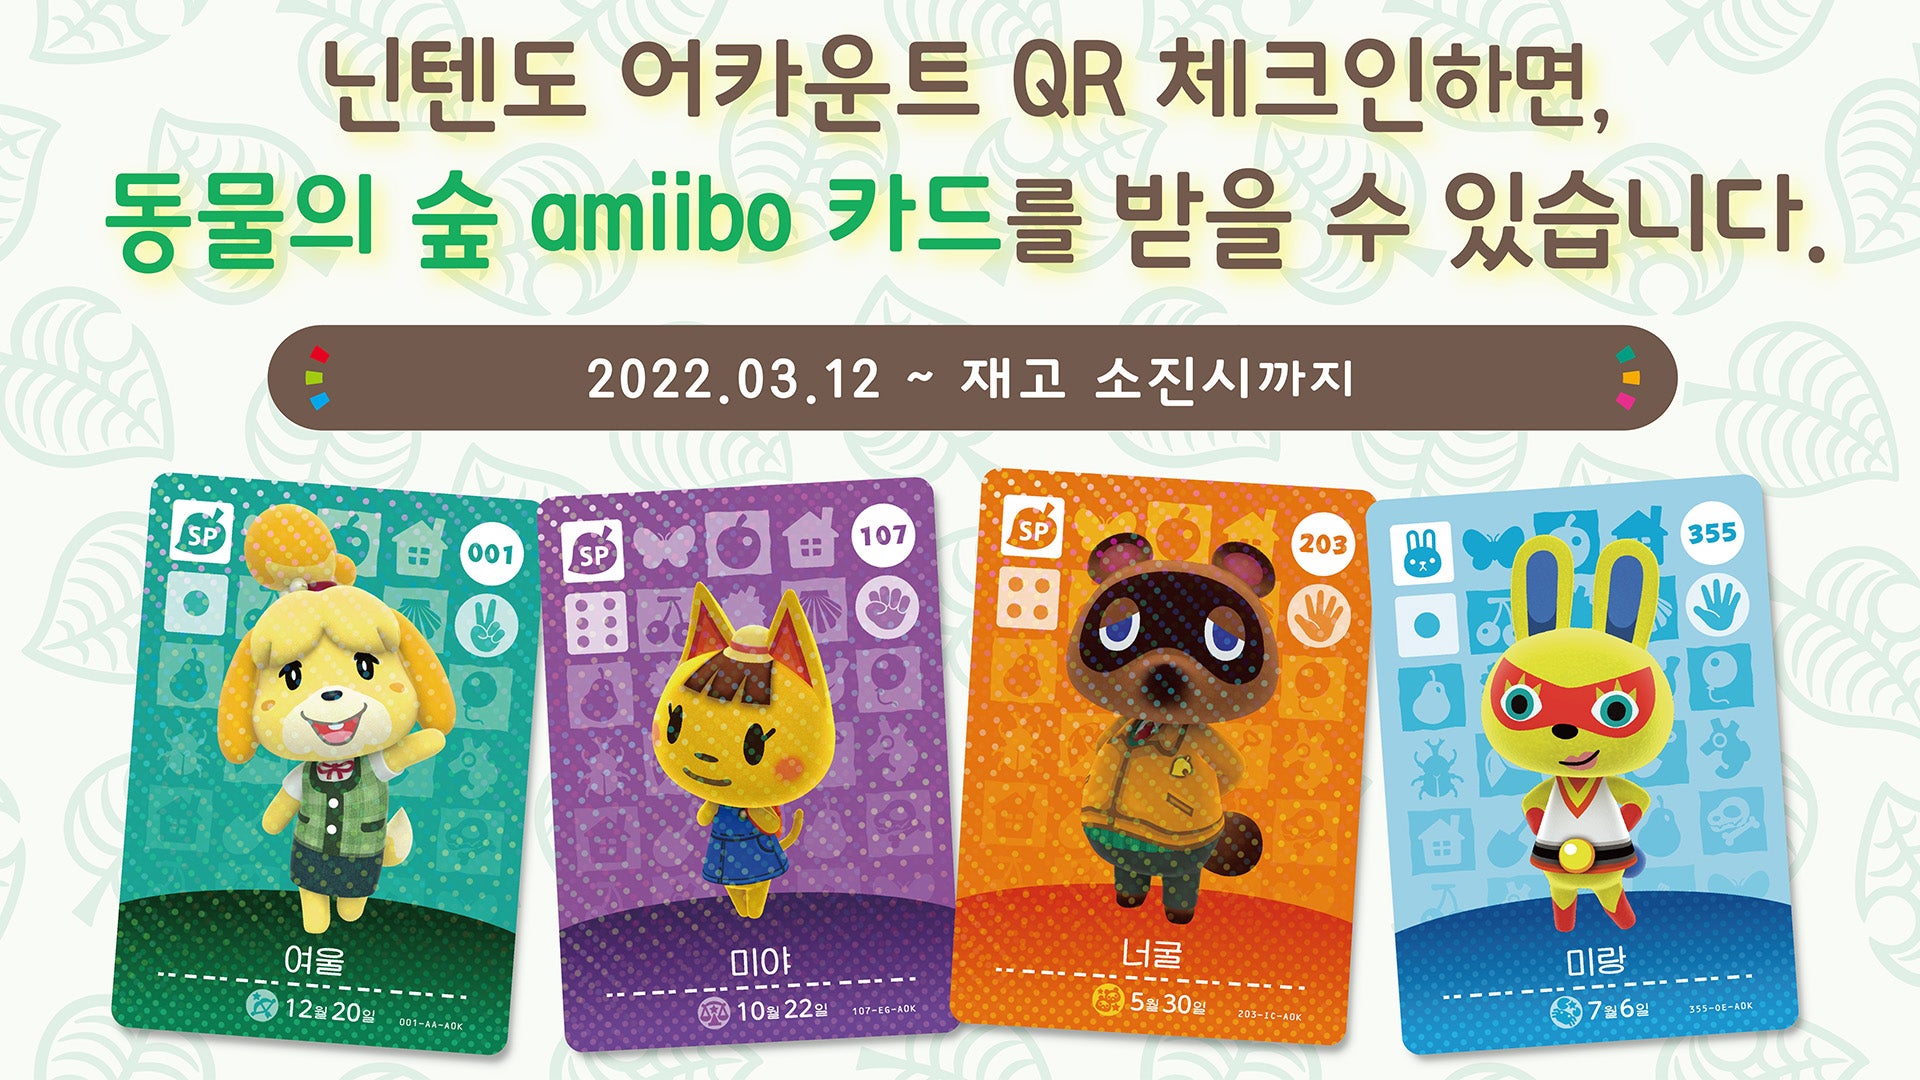 닌텐도 어카운트 QR 체크인하면,
동물의 숲 amiibo 카드를 받을 수 있습니다.
2022.03.12 ~ 재고 소진시까지
SP
001
여울
12월 20일
001-AA-A0K
SP
107
미야
10월 22일
107-EG-A0K
SP
203
너굴
5월 30일
203-IC-A0K
355
미랑
7월 6일
355-OE-A0K